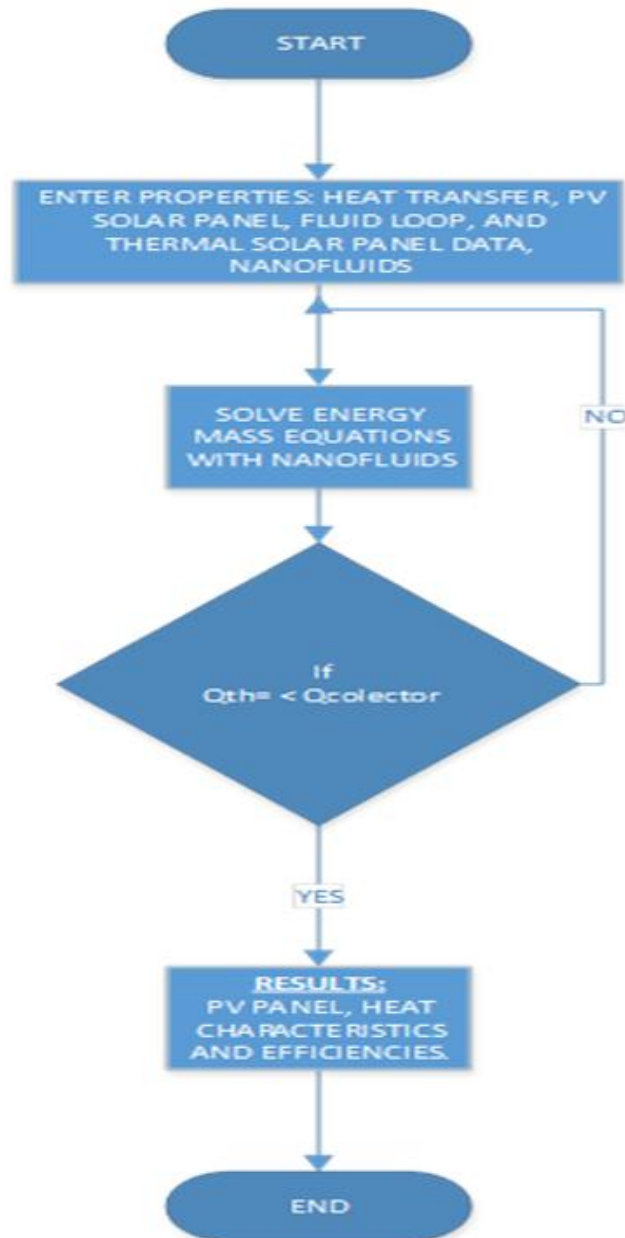 START
ENTER PROPERTIES: HEAT TRANSFER, PV
SOLAR PANEL, FLUID LOOP, AND
THERMAL SOLAR PANEL DATA,
NANOFLUIDS
SOLVE ENERGY
MASS EQUATIONS
WITH NANOFLUIDS
NO
If
Qth= < Qcolector
YES
RESULTS:
PV PANEL, HEAT
CHARACTERISTICS
AND EFFICIENCIES.
END